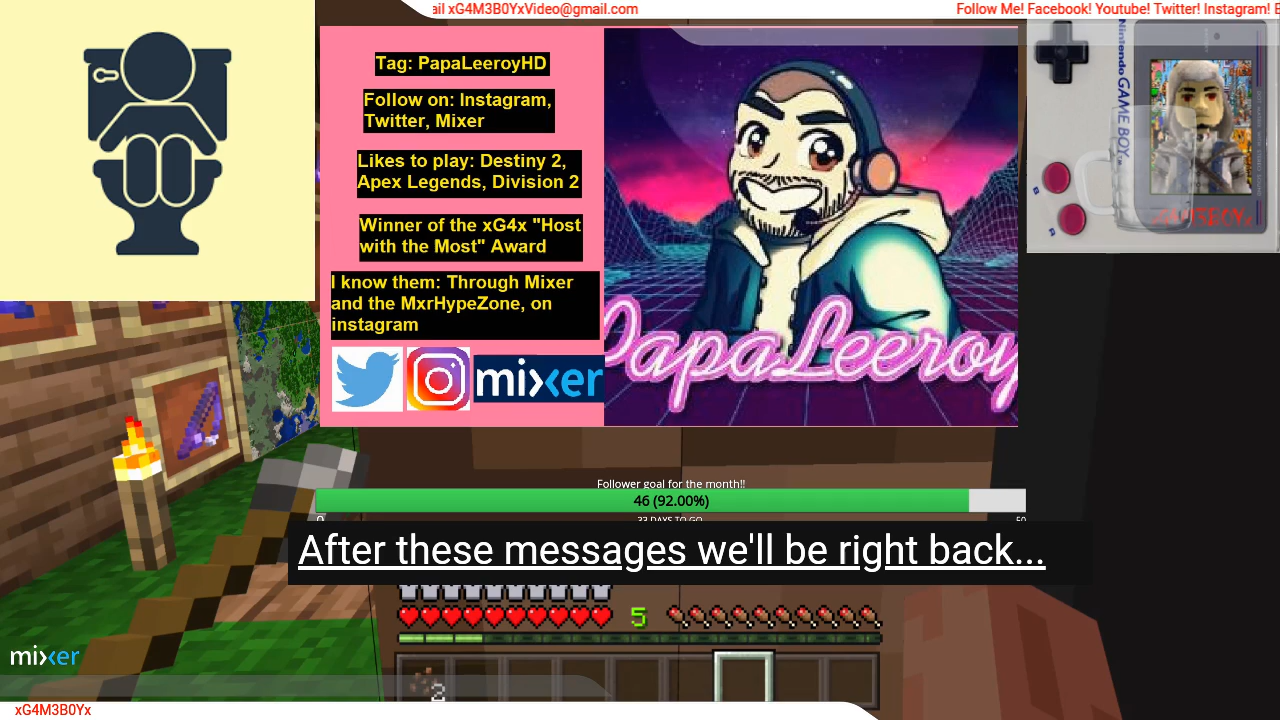 ail xG4M3B0YxVideo@gmail.com
Follow Me! Facebook! Youtube! Twitter! Instagram! E
Tag: PapaLeeroyHD
Follow on: Instagram,
Twitter, Mixer
Likes to play: Destiny 2,
Apex Legends, Division 2
Winner of the xG4x "Host
with the Most" Award
I know them: Through Mixer
and the MxrHypeZone, on
instagram
mixer
PapaLeeroy
Nintendo GAME BOY
Follower goal for the month!!
46 (92.00%)
After these messages we'll be right back...
5
2
mixer
xG4M3B0Yx